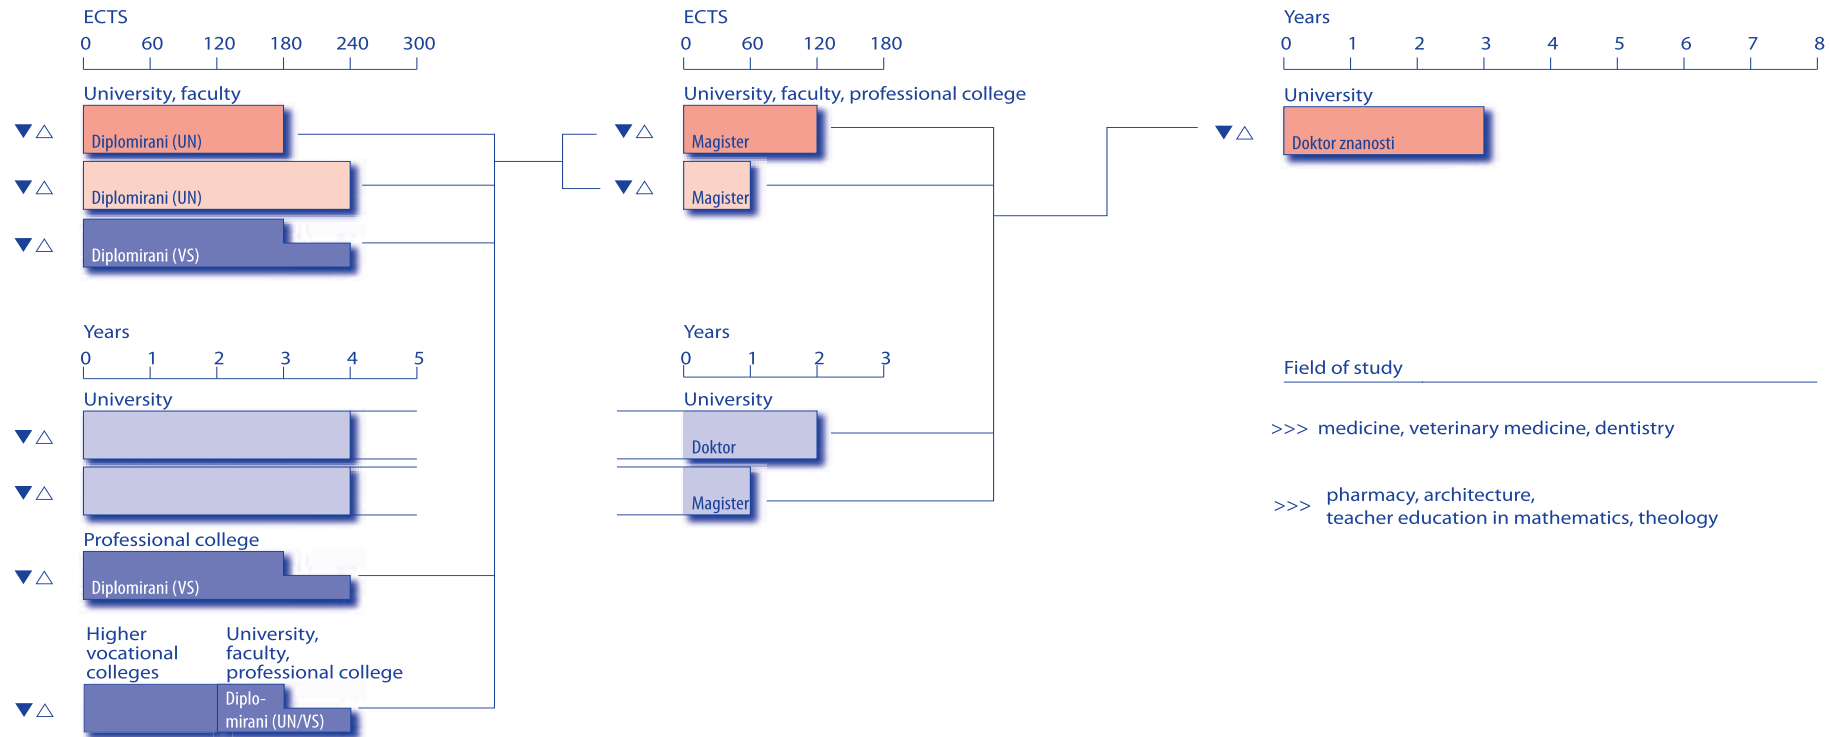 ECTS
0 60 120 180 240 300
University, faculty
Diplomirani (UN)
Diplomirani (UN)
Diplomirani (VS)
Years
0 1 2 3 4 5
University
Professional college
Diplomirani (VS)
Higher
vocational
colleges
University,
faculty,
professional college
Diplo-
mirani (UN/VS)
ECTS
0 60 120 180
University, faculty, professional college
Magister
Magister
Years
0 1 2 3
University
Doktor
Magister
Years
0 1 2 3 4 5 6 7 8
University
Doktor znanosti
Field of study
>>> medicine, veterinary medicine, dentistry
>>> pharmacy, architecture,
teacher education in mathematics, theology